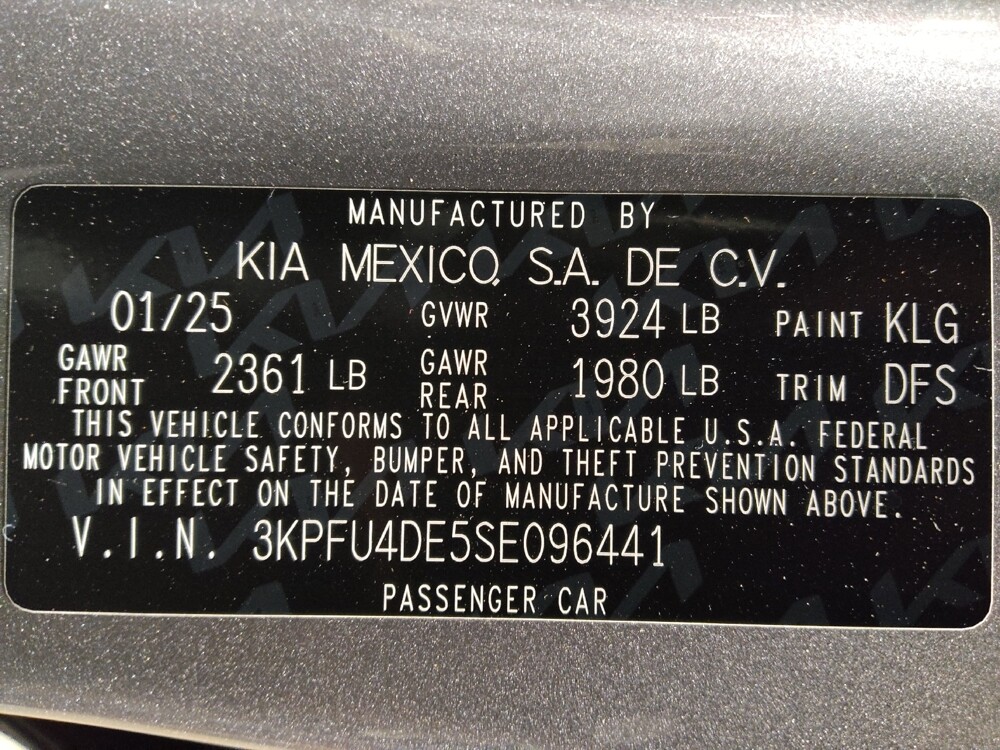 MANUFACTURED BY
KIA MEXICO, S.A. DE C.V.
01/25 GVWR 3924 LB PAINT KLG
GAWR FRONT 2361 LB GAWR REAR 1980 LB TRIM DFS
THIS VEHICLE CONFORMS TO ALL APPLICABLE U.S.A. FEDERAL
MOTOR VEHICLE SAFETY, BUMPER, AND THEFT PREVENTION STANDARDS
IN EFFECT ON THE DATE OF MANUFACTURE SHOWN ABOVE.
V.I.N. 3KPFU4DE5SE096441
PASSENGER CAR